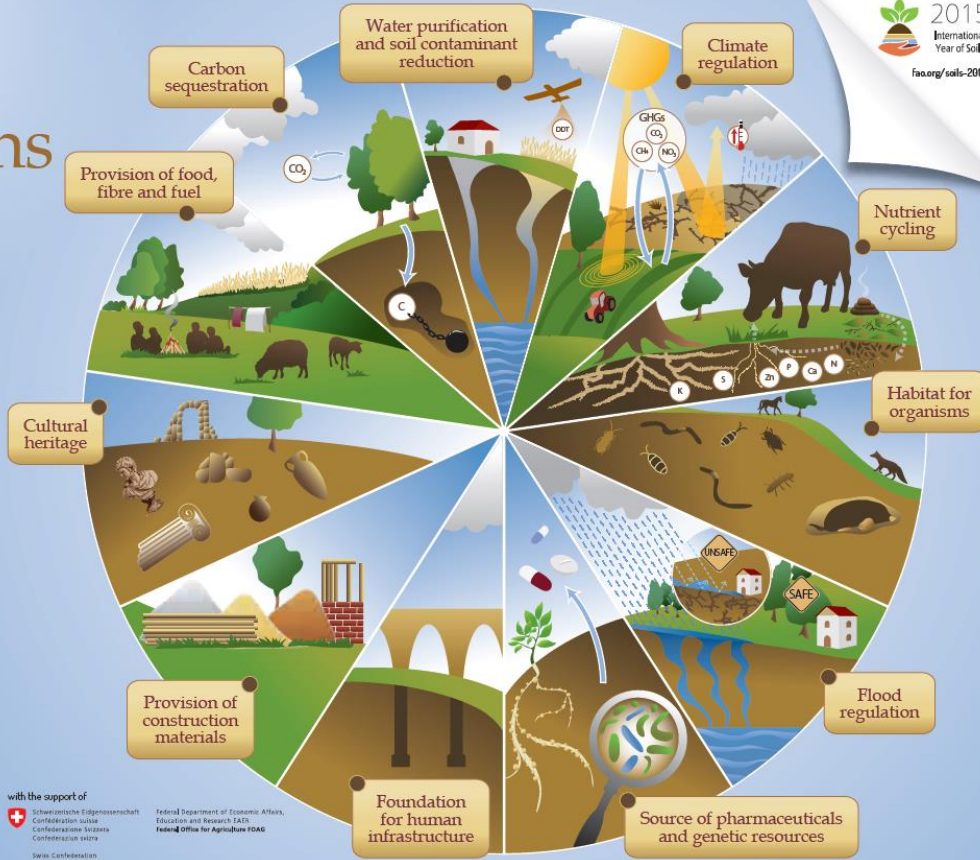 ns
2015
fao.org/soils-201
Water purification
and soil contaminant
reduction
Climate
regulation
Carbon
sequestration
Provision of food,
fibre and fuel
Nutrient
cycling
Habitat for
organisms
Cultural
heritage
Provision of
construction
materials
Foundation
for human
infrastructure
Source of pharmaceuticals
and genetic resources
Flood
regulation
CO₂
C
DDT
GHGs
CO₂
CH₄ NO₃
K S Zn P Ca N
UNSAFE
SAFE
with the support of
Schweizerische Eidgenossenschaft
Confédération suisse
Confederazione Svizzera
Confederaziun svizra
Swiss Confederation
Federal Department of Economic Affairs,
Education and Research EAER
Federal Office for Agriculture FOAG
Internationa
Year of Soil